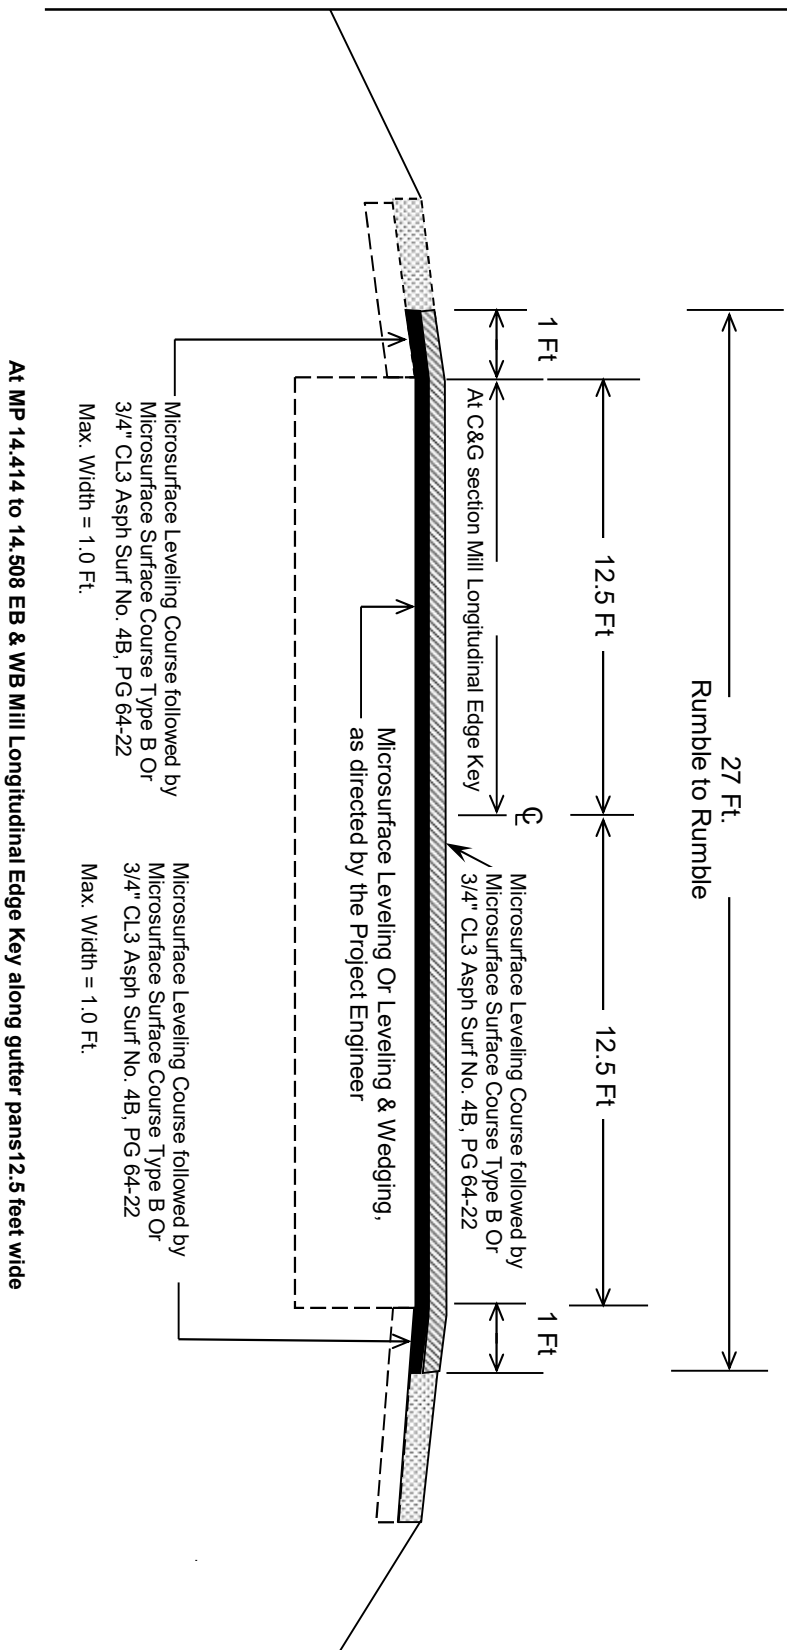 27 Ft.
Rumble to Rumble
12.5 Ft
12.5 Ft
1 Ft
1 Ft
℄
At C&G section Mill Longitudinal Edge Key
Microsurface Leveling Course followed by
Microsurface Surface Course Type B Or
3/4" CL3 Asph Surf No. 4B, PG 64-22
Microsurface Leveling Or Leveling & Wedging,
as directed by the Project Engineer
Microsurface Leveling Course followed by
Microsurface Surface Course Type B Or
3/4" CL3 Asph Surf No. 4B, PG 64-22
Max. Width = 1.0 Ft.
Microsurface Leveling Course followed by
Microsurface Surface Course Type B Or
3/4" CL3 Asph Surf No. 4B, PG 64-22
Max. Width = 1.0 Ft.
At MP 14.414 to 14.508 EB & WB Mill Longitudinal Edge Key along gutter pans12.5 feet wide